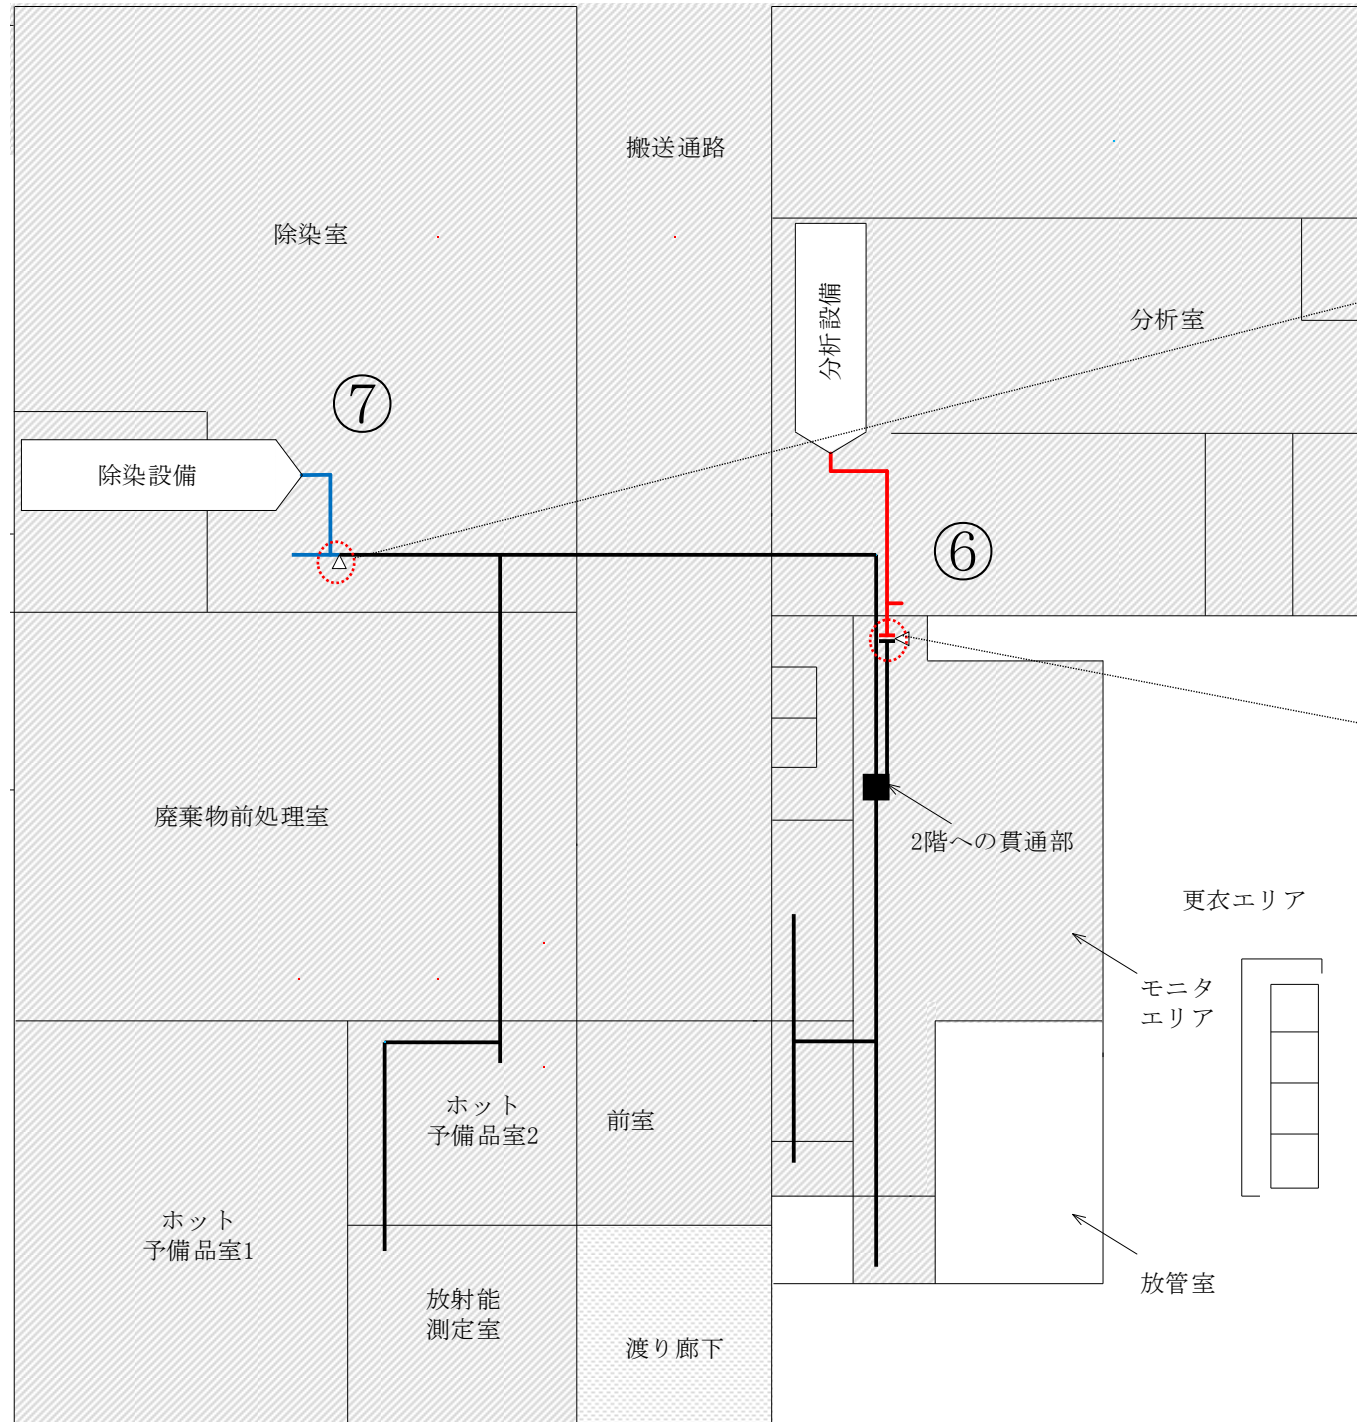 搬送通路
除染室
分析設備
分析室
⑦
除染設備
⑥
廃棄物前処理室
2階への貫通部
更衣エリア
モニタ
エリア
ホット
予備品室2
前室
ホット
予備品室1
放管室
放射能
測定室
渡り廊下